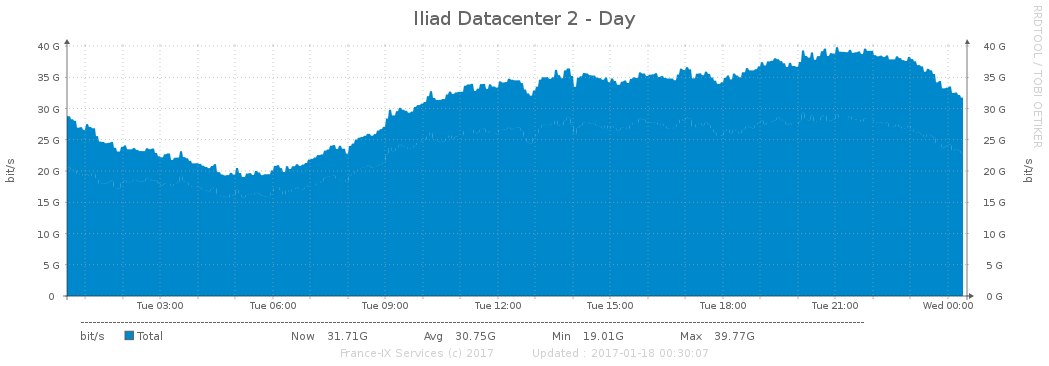 Iliad Datacenter 2 - Day
RRDTOOL / TOBI OETIKER
40 G 40 G
35 G 35 G
30 G 30 G
25 G 25 G
20 G 20 G
15 G 15 G
10 G 10 G
5 G 5 G
0 0 G
bit/s bit/s
Tue 03:00 Tue 06:00 Tue 09:00 Tue 12:00 Tue 15:00 Tue 18:00 Tue 21:00 Wed 00:00
bit/s Total Now 31.71G Avg 30.75G Min 19.01G Max 39.77G
France-IX Services (c) 2017 Updated : 2017-01-18 00:30:07